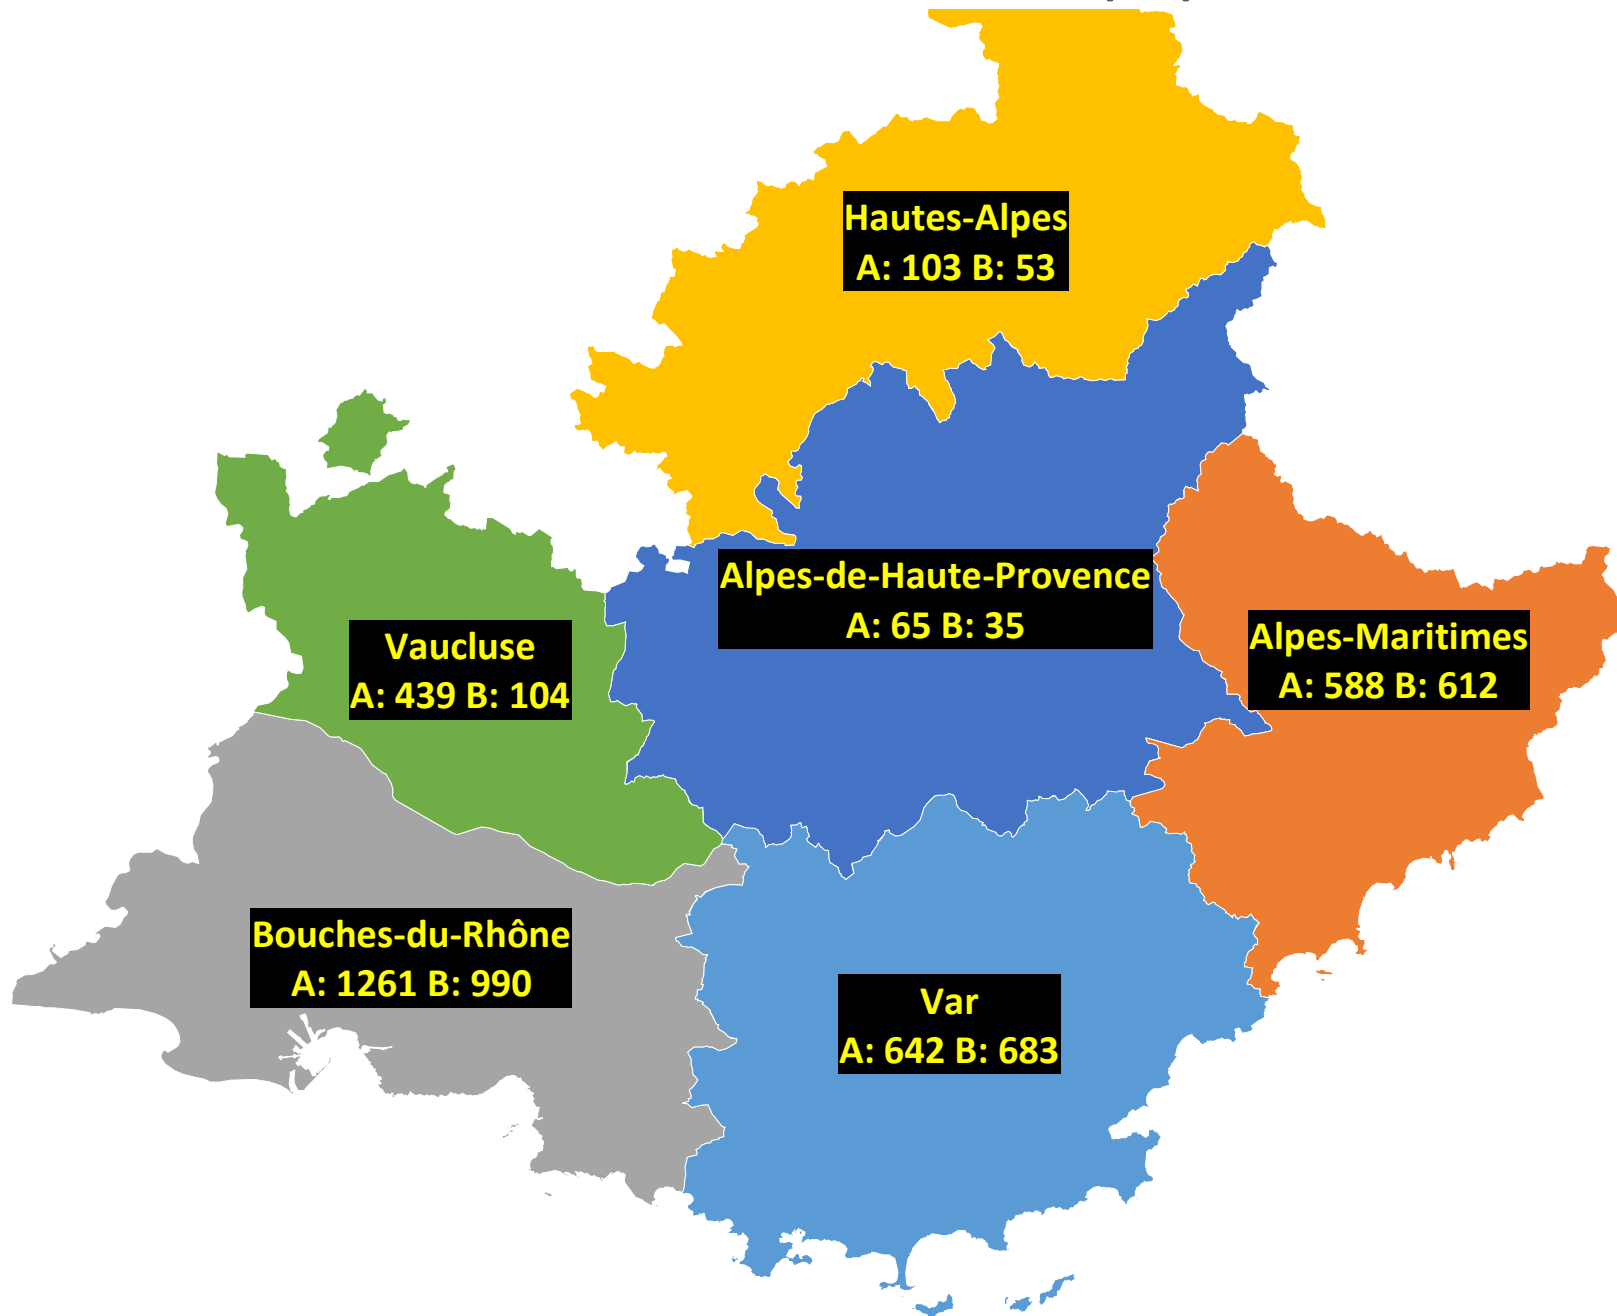 Hautes-Alpes
A: 103 B: 53
Alpes-de-Haute-Provence
A: 65 B: 35
Alpes-Maritimes
A: 588 B: 612
Vaucluse
A: 439 B: 104
Bouches-du-Rhône
A: 1261 B: 990
Var
A: 642 B: 683